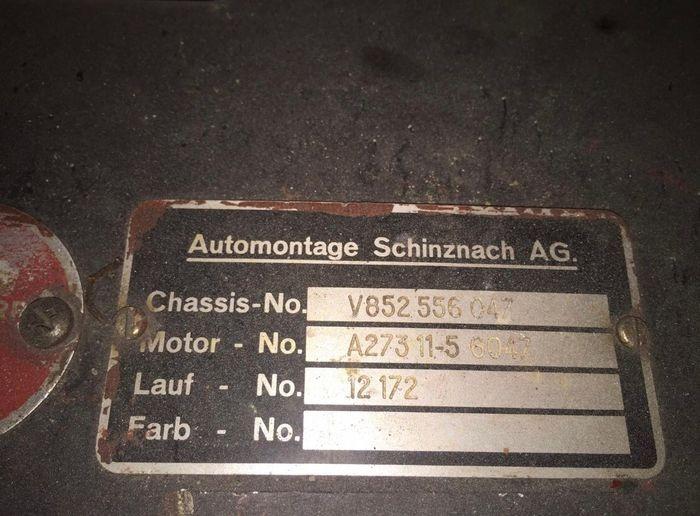 Automontage Schinznach AG.
Chassis-No. V852 556 047
Motor - No. A273 11-5 6047
Lauf - No. 12 172
Farb - No.